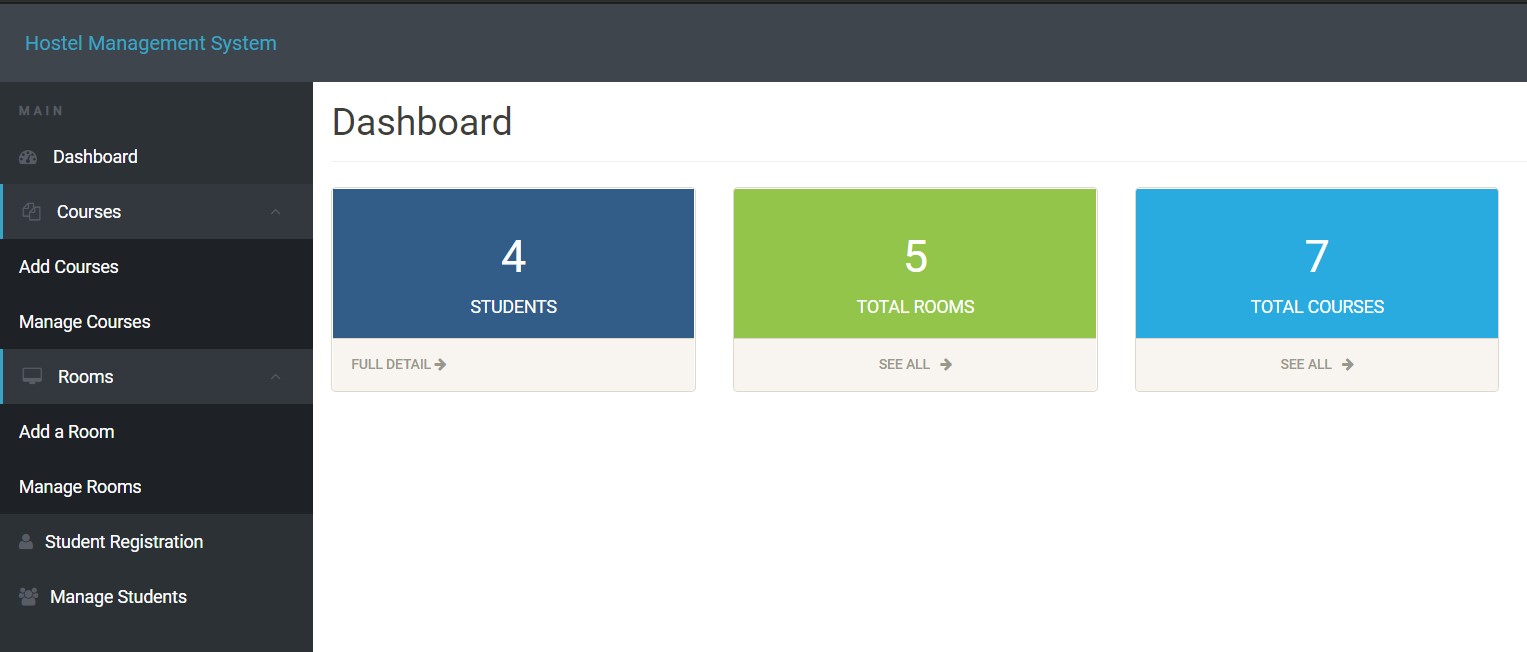 Hostel Management System
MAIN
Dashboard
Courses
Add Courses
Manage Courses
Rooms
Add a Room
Manage Rooms
Student Registration
Manage Students
Dashboard
4
STUDENTS
FULL DETAIL
5
TOTAL ROOMS
SEE ALL
7
TOTAL COURSES
SEE ALL